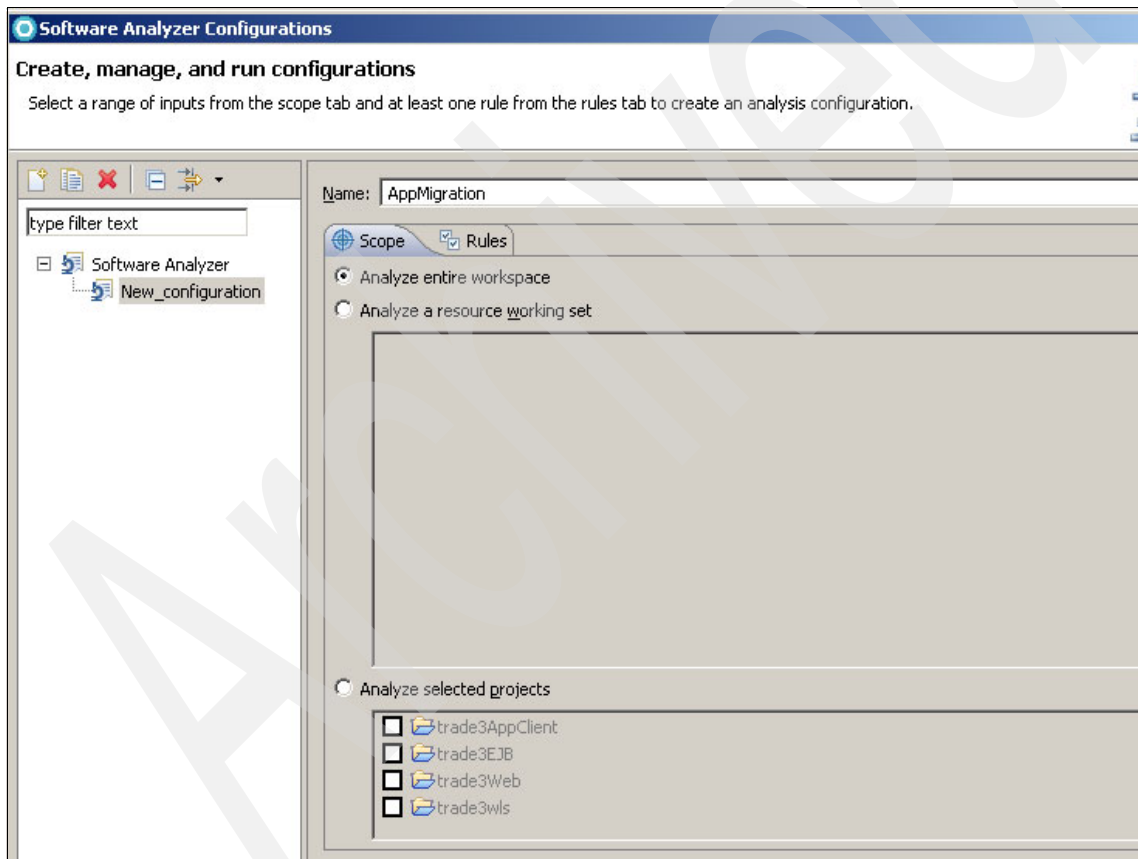 Software Analyzer Configurations
Create, manage, and run configurations
Select a range of inputs from the scope tab and at least one rule from the rules tab to create an analysis configuration.
type filter text
Software Analyzer
New_configuration
Name: AppMigration
Scope Rules
Analyze entire workspace
Analyze a resource working set
Analyze selected projects
trade3AppClient
trade3EJB
trade3Web
trade3wls
Archived